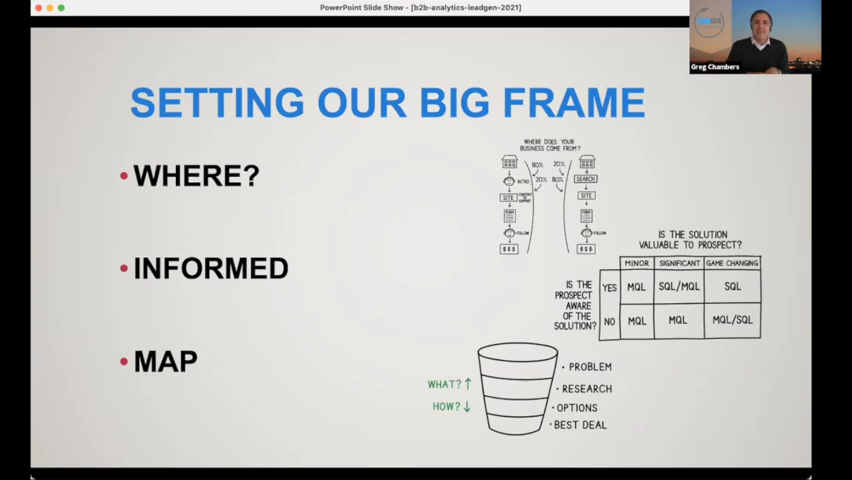 PowerPoint Slide Show - [b2b-analytics-leadgen-2021]
Greg Chambers
SETTING OUR BIG FRAME
• WHERE?
• INFORMED
• MAP
WHERE DOES YOUR
BUSINESS COME FROM?
80% 20%
INTRO
20% 80%
SEARCH
SITE
SITE
FOLLOW
FOLLOW
$$$
$$$
IS THE SOLUTION
VALUABLE TO PROSPECT?
MINOR SIGNIFICANT GAME CHANGING
IS THE
PROSPECT
AWARE
OF THE
SOLUTION?
YES MQL SQL/MQL SQL
NO MQL MQL MQL/SQL
WHAT? ↑
HOW? ↓
• PROBLEM
• RESEARCH
• OPTIONS
• BEST DEAL